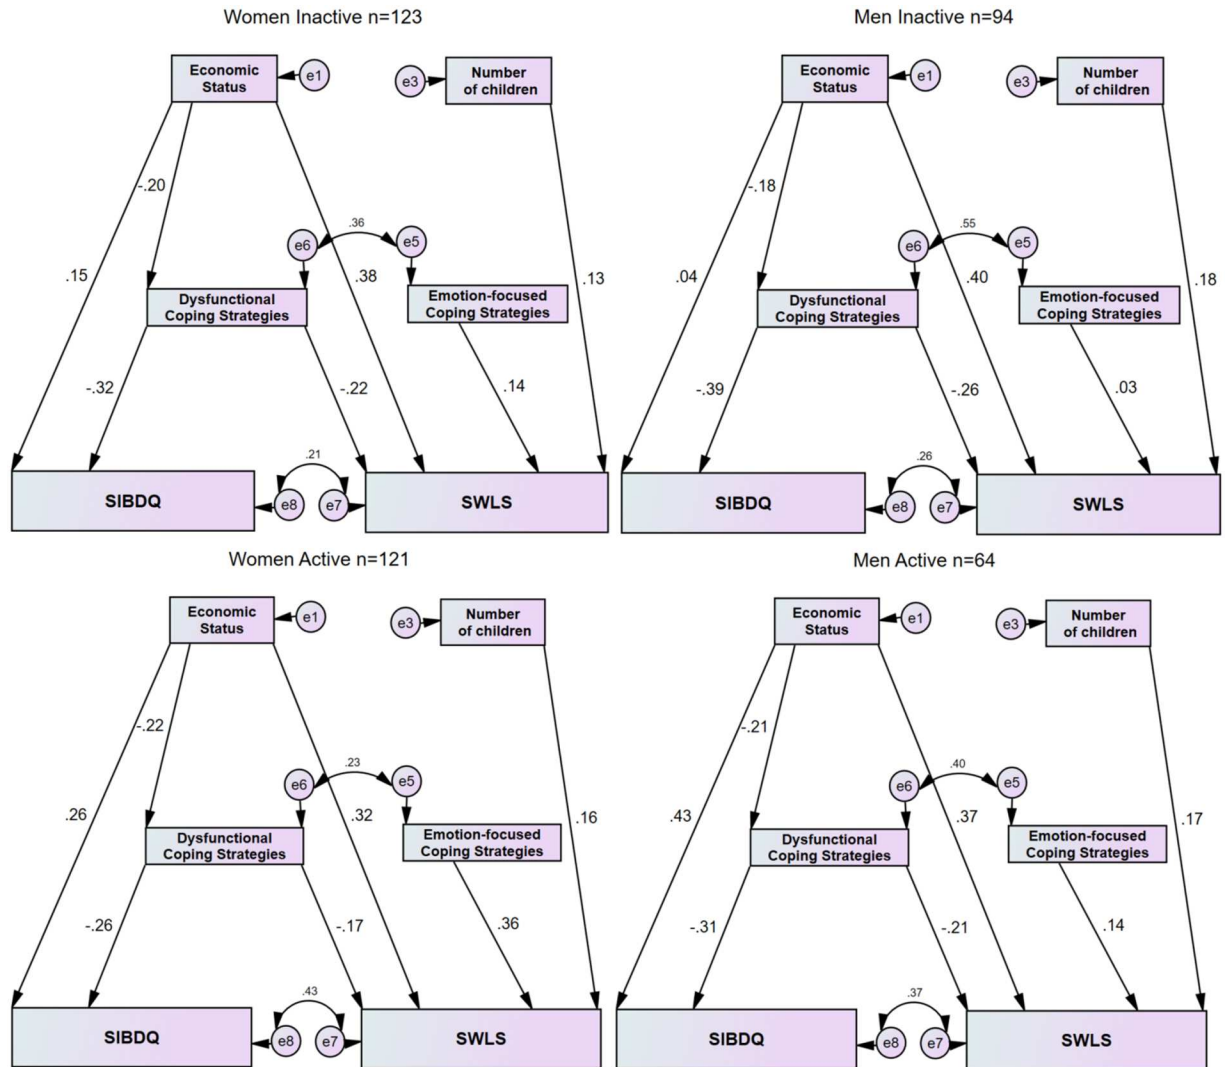 Women Inactive n=123
Economic
Status
e1
e3
Number
of children
-.20
.36
e6
e5
.15
.38
.13
Dysfunctional
Coping Strategies
Emotion-focused
Coping Strategies
-.32
-.22
.14
.21
SIBDQ
e8
e7
SWLS
Men Inactive n=94
Economic
Status
e1
e3
Number
of children
-.18
.55
e6
e5
.04
.40
.18
Dysfunctional
Coping Strategies
Emotion-focused
Coping Strategies
-.39
-.26
.03
.26
SIBDQ
e8
e7
SWLS
Women Active n=121
Economic
Status
e1
e3
Number
of children
-.22
.23
e6
e5
.26
.32
.16
Dysfunctional
Coping Strategies
Emotion-focused
Coping Strategies
-.26
-.17
.36
.43
SIBDQ
e8
e7
SWLS
Men Active n=64
Economic
Status
e1
e3
Number
of children
-.21
.40
e6
e5
.43
.37
.17
Dysfunctional
Coping Strategies
Emotion-focused
Coping Strategies
-.31
-.21
.14
.37
SIBDQ
e8
e7
SWLS